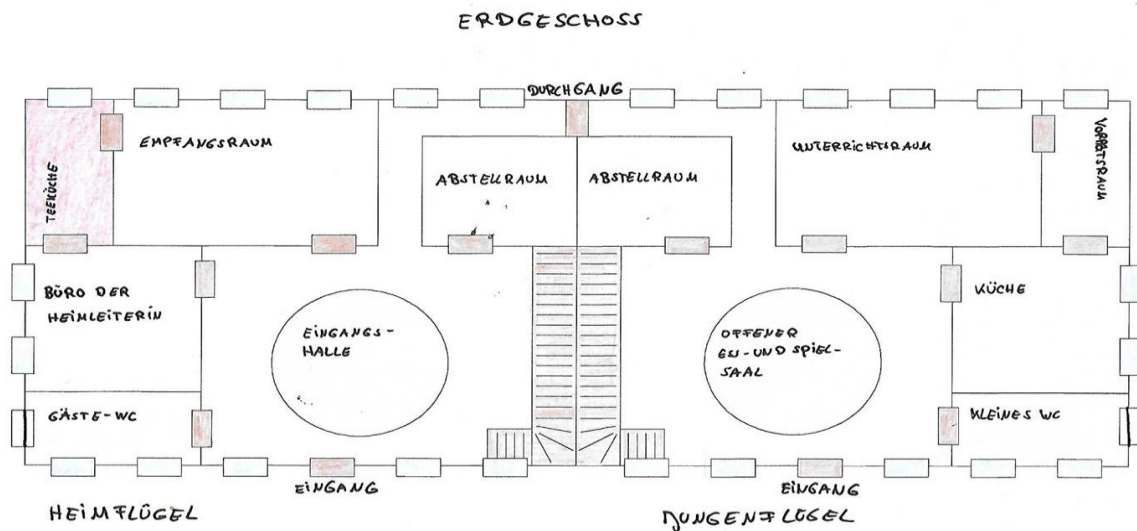 ERDGESCHOSS
DURCHGANG
TEEKÜCHE
EMPFANGSRAUM
ABSTELLRAUM
ABSTELLRAUM
UNTERRICHTSRAUM
VORRATSRAUM
BÜRO DER
HEIMLEITERIN
EINGANGS-
HALLE
OFFENER
ESS-UND SPIEL-
SAAL
KÜCHE
GÄSTE-WC
KLEINES WC
EINGANG
EINGANG
HEIMFLÜGEL
JUNGENFLÜGEL